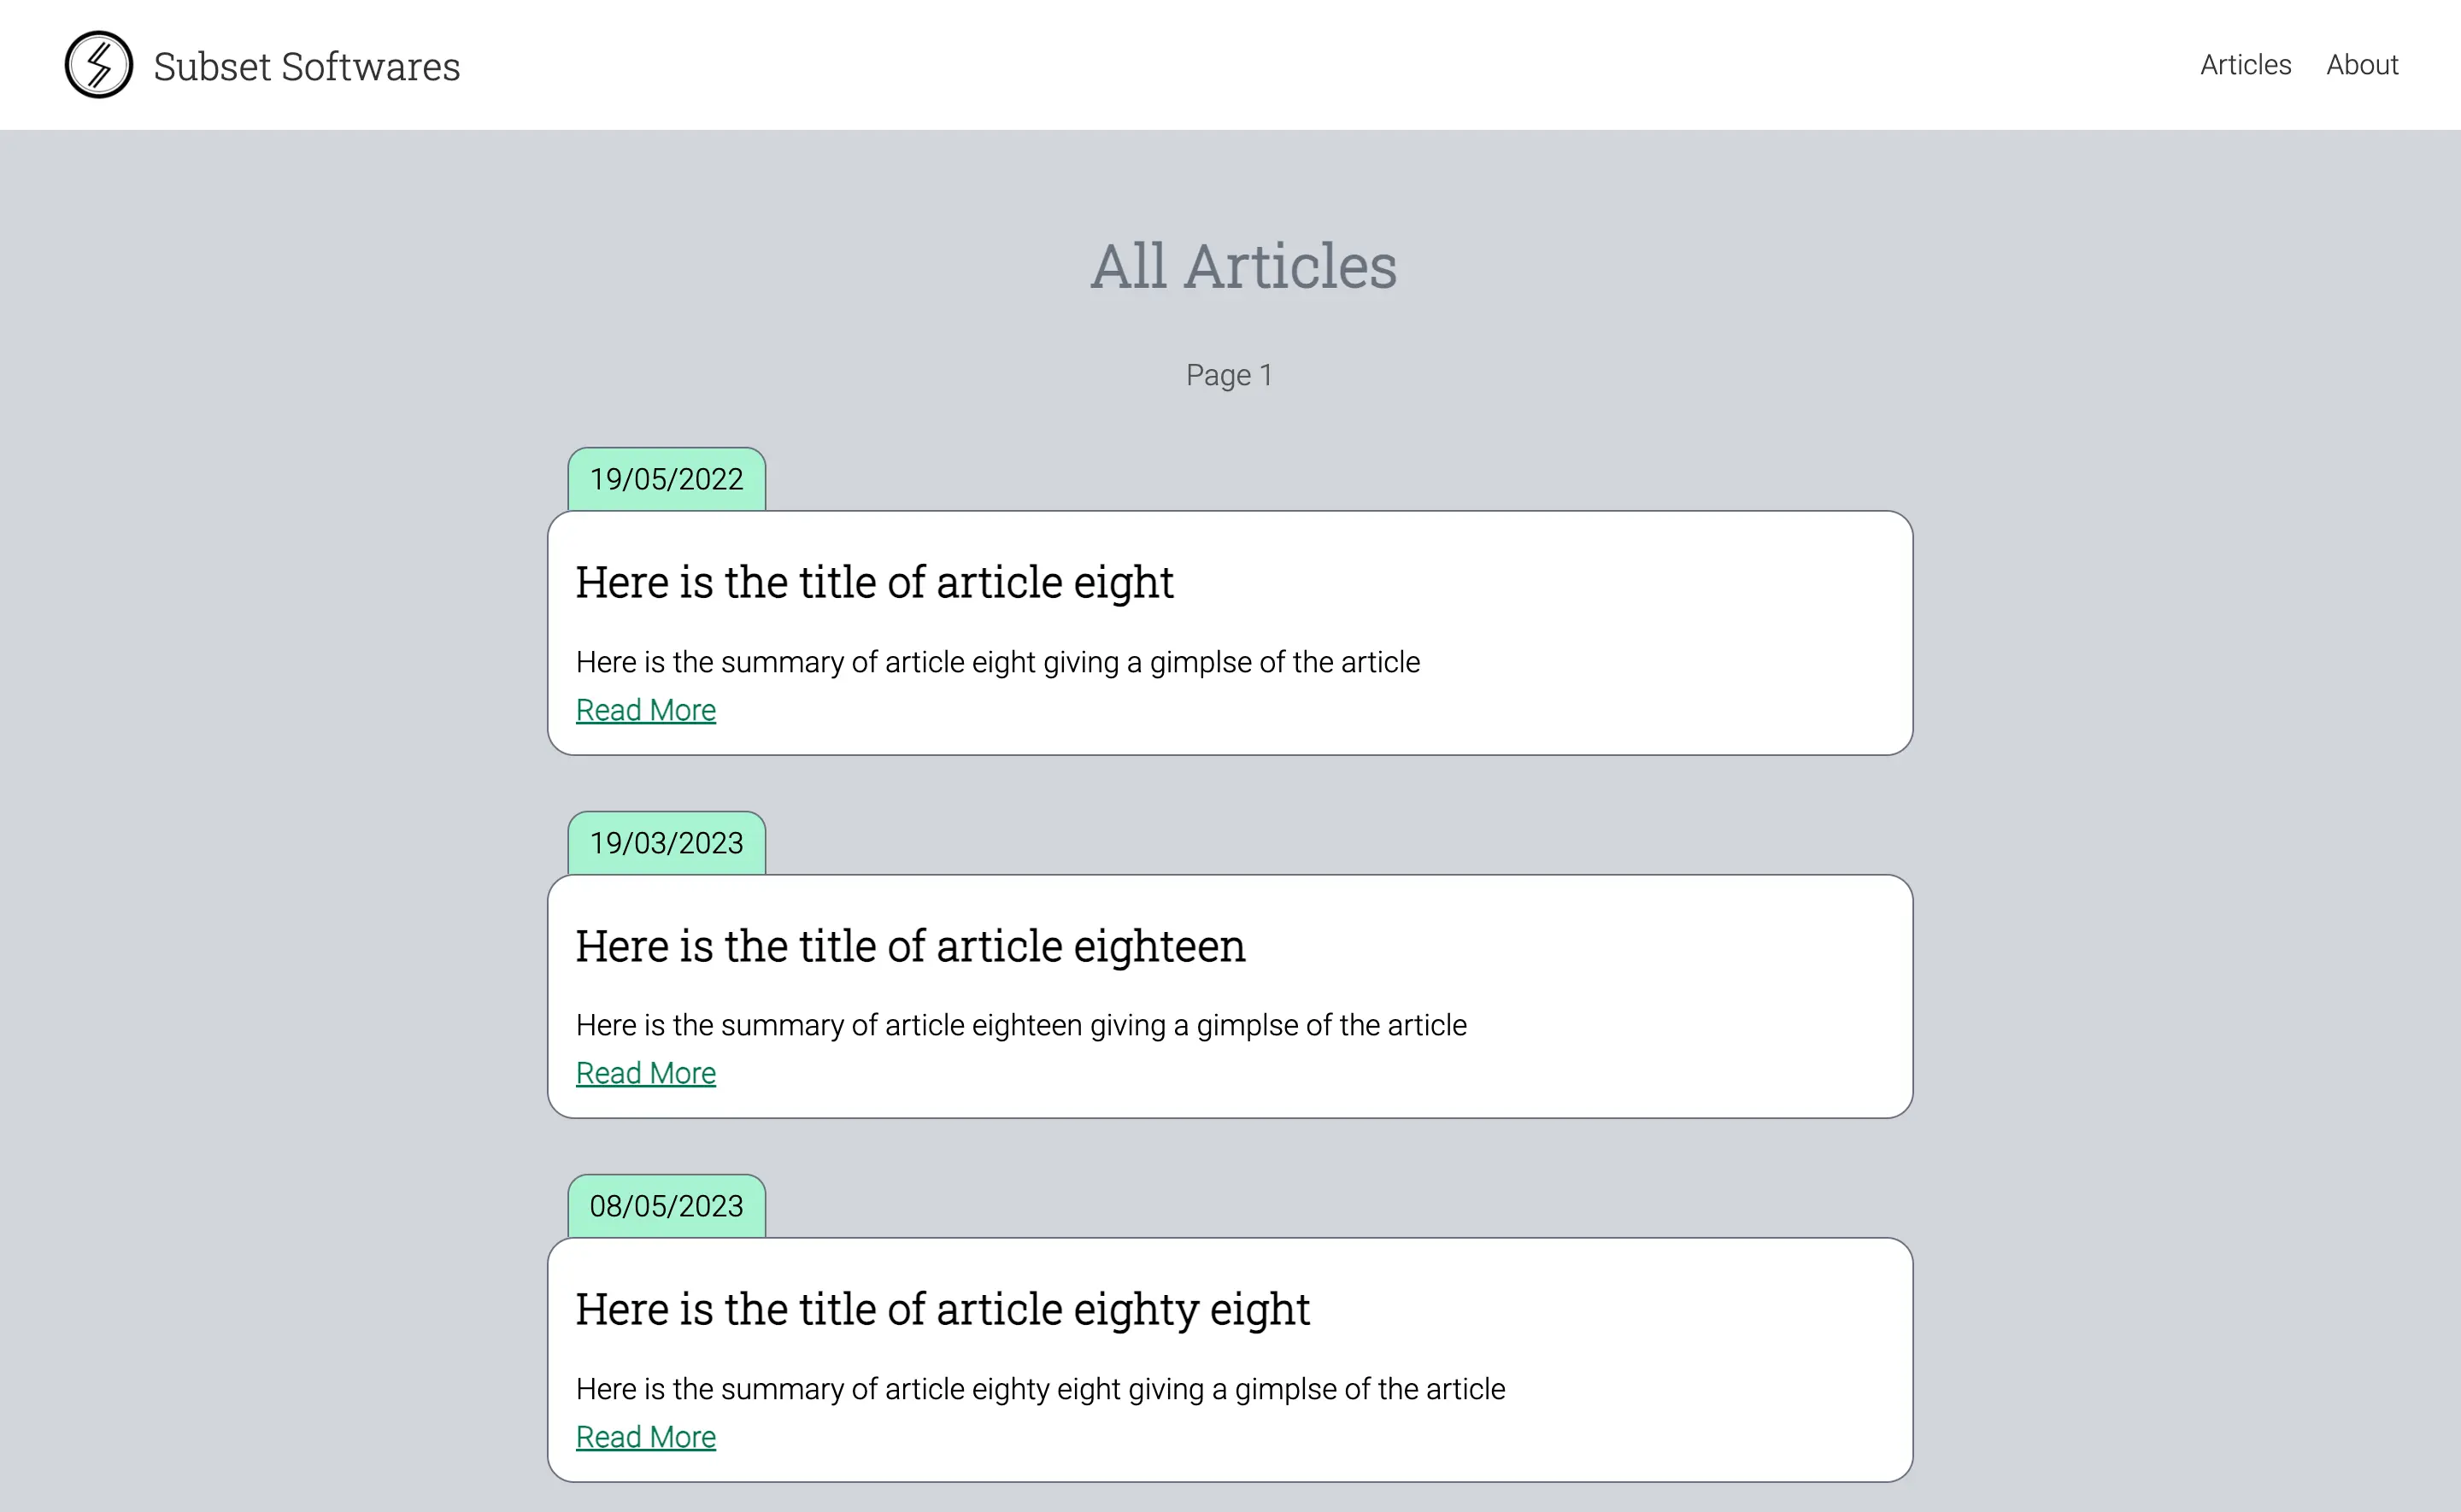 Subset Softwares
Articles
About
All Articles
Page 1
19/05/2022
Here is the title of article eight
Here is the summary of article eight giving a gimplse of the article
Read More
19/03/2023
Here is the title of article eighteen
Here is the summary of article eighteen giving a gimplse of the article
Read More
08/05/2023
Here is the title of article eighty eight
Here is the summary of article eighty eight giving a gimplse of the article
Read More